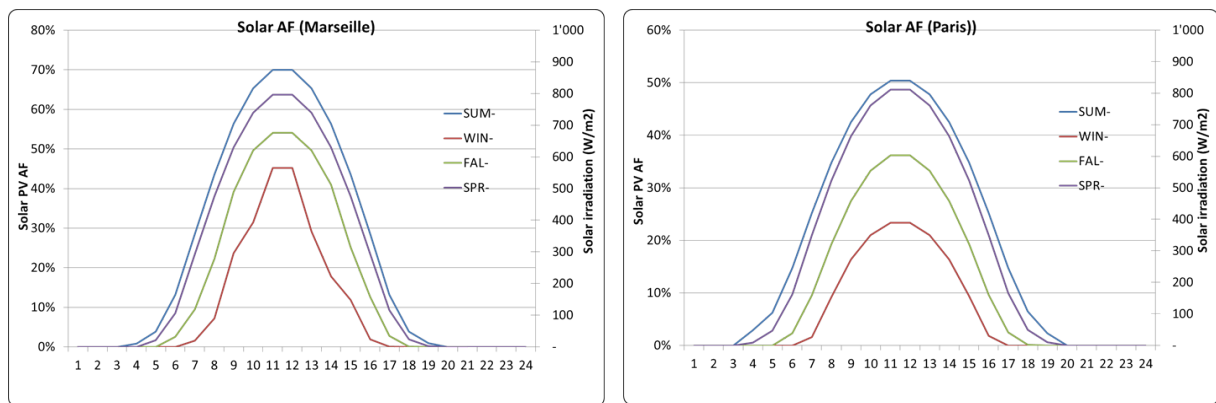 Solar AF (Marseille)
80%
70%
60%
50%
40%
30%
20%
10%
0%
Solar PV AF
1'000
900
800
700
600
500
400
300
200
100
-
Solar irradiation (W/m2)
SUM-
WIN-
FAL-
SPR-
1 2 3 4 5 6 7 8 9 10 11 12 13 14 15 16 17 18 19 20 21 22 23 24
Solar AF (Paris))
60%
50%
40%
30%
20%
10%
0%
Solar PV AF
1'000
900
800
700
600
500
400
300
200
100
-
Solar irradiation (W/m2)
SUM-
WIN-
FAL-
SPR-
1 2 3 4 5 6 7 8 9 10 11 12 13 14 15 16 17 18 19 20 21 22 23 24